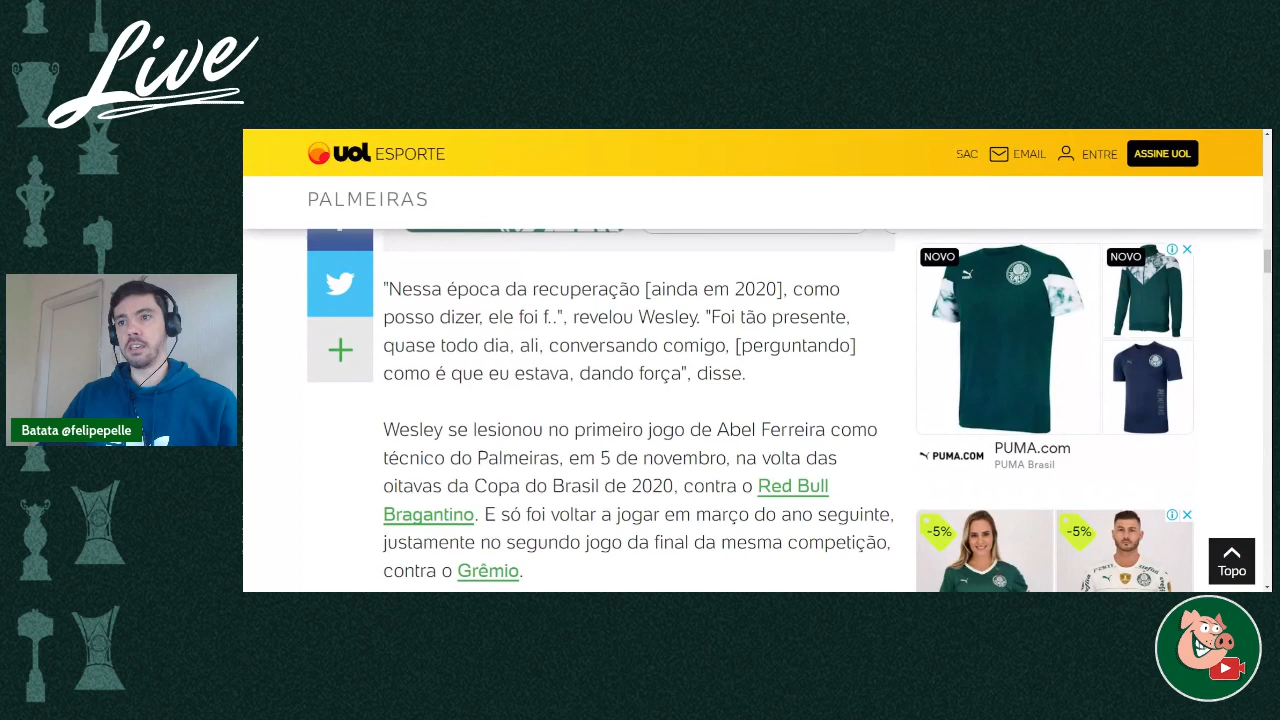 Live
uol ESPORTE
SAC
EMAIL
ENTRE
ASSINE UOL
PALMEIRAS
"Nessa época da recuperação [ainda em 2020], como
posso dizer, ele foi f..", revelou Wesley. "Foi tão presente,
quase todo dia, ali, conversando comigo, [perguntando]
como é que eu estava, dando força", disse.
Wesley se lesionou no primeiro jogo de Abel Ferreira como
técnico do Palmeiras, em 5 de novembro, na volta das
oitavas da Copa do Brasil de 2020, contra o Red Bull
Bragantino. E só foi voltar a jogar em março do ano seguinte,
justamente no segundo jogo da final da mesma competição,
contra o Grêmio.
NOVO
NOVO
PUMA.COM
PUMA.com
PUMA Brasil
-5%
-5%
Topo
Batata @felipepelle